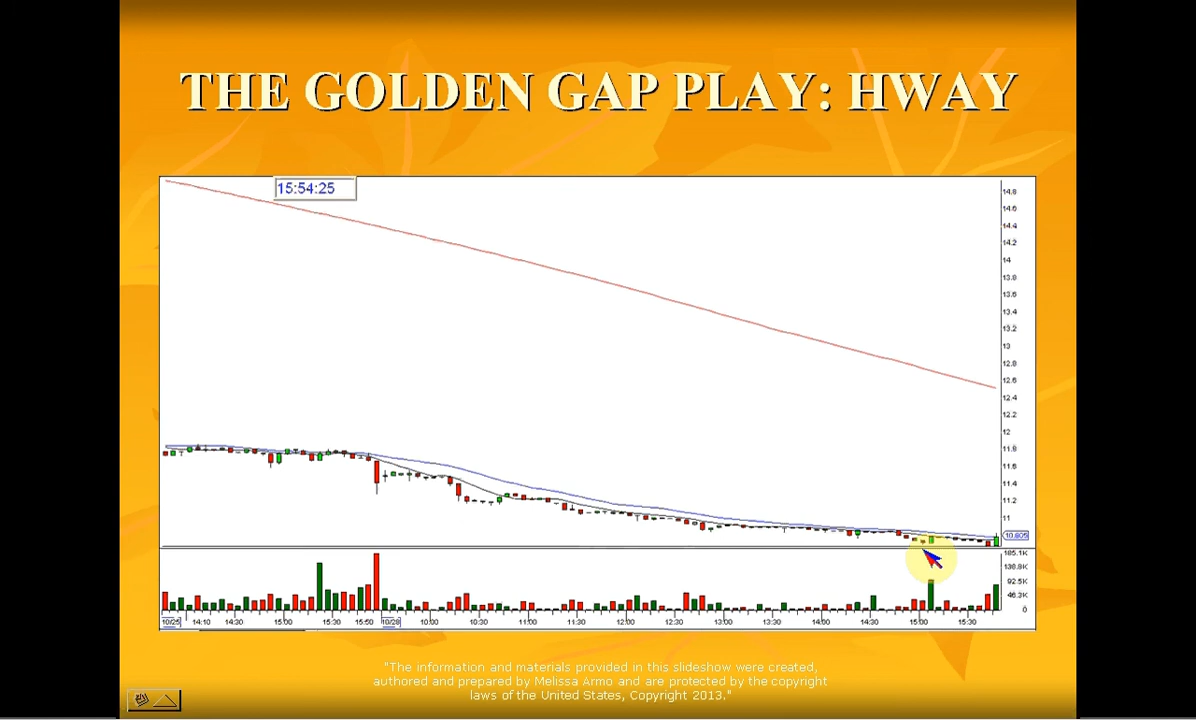 THE GOLDEN GAP PLAY: HWAY
15:54:25
14.8
14.6
14.4
14.2
14
13.8
13.6
13.4
13.2
13
12.8
12.6
12.4
12.2
12
11.8
11.6
11.4
11.2
11
10.805
185.1K
138.8K
92.5K
46.3K
0
10/25 14:10 14:30 15:00 15:30 15:50 10/28 10:00 10:30 11:00 11:30 12:00 12:30 13:00 13:30 14:00 14:30 15:00 15:30
"The information and materials provided in this slideshow were created,
authored and prepared by Melissa Armo and are protected by the copyright
laws of the United States, Copyright 2013."